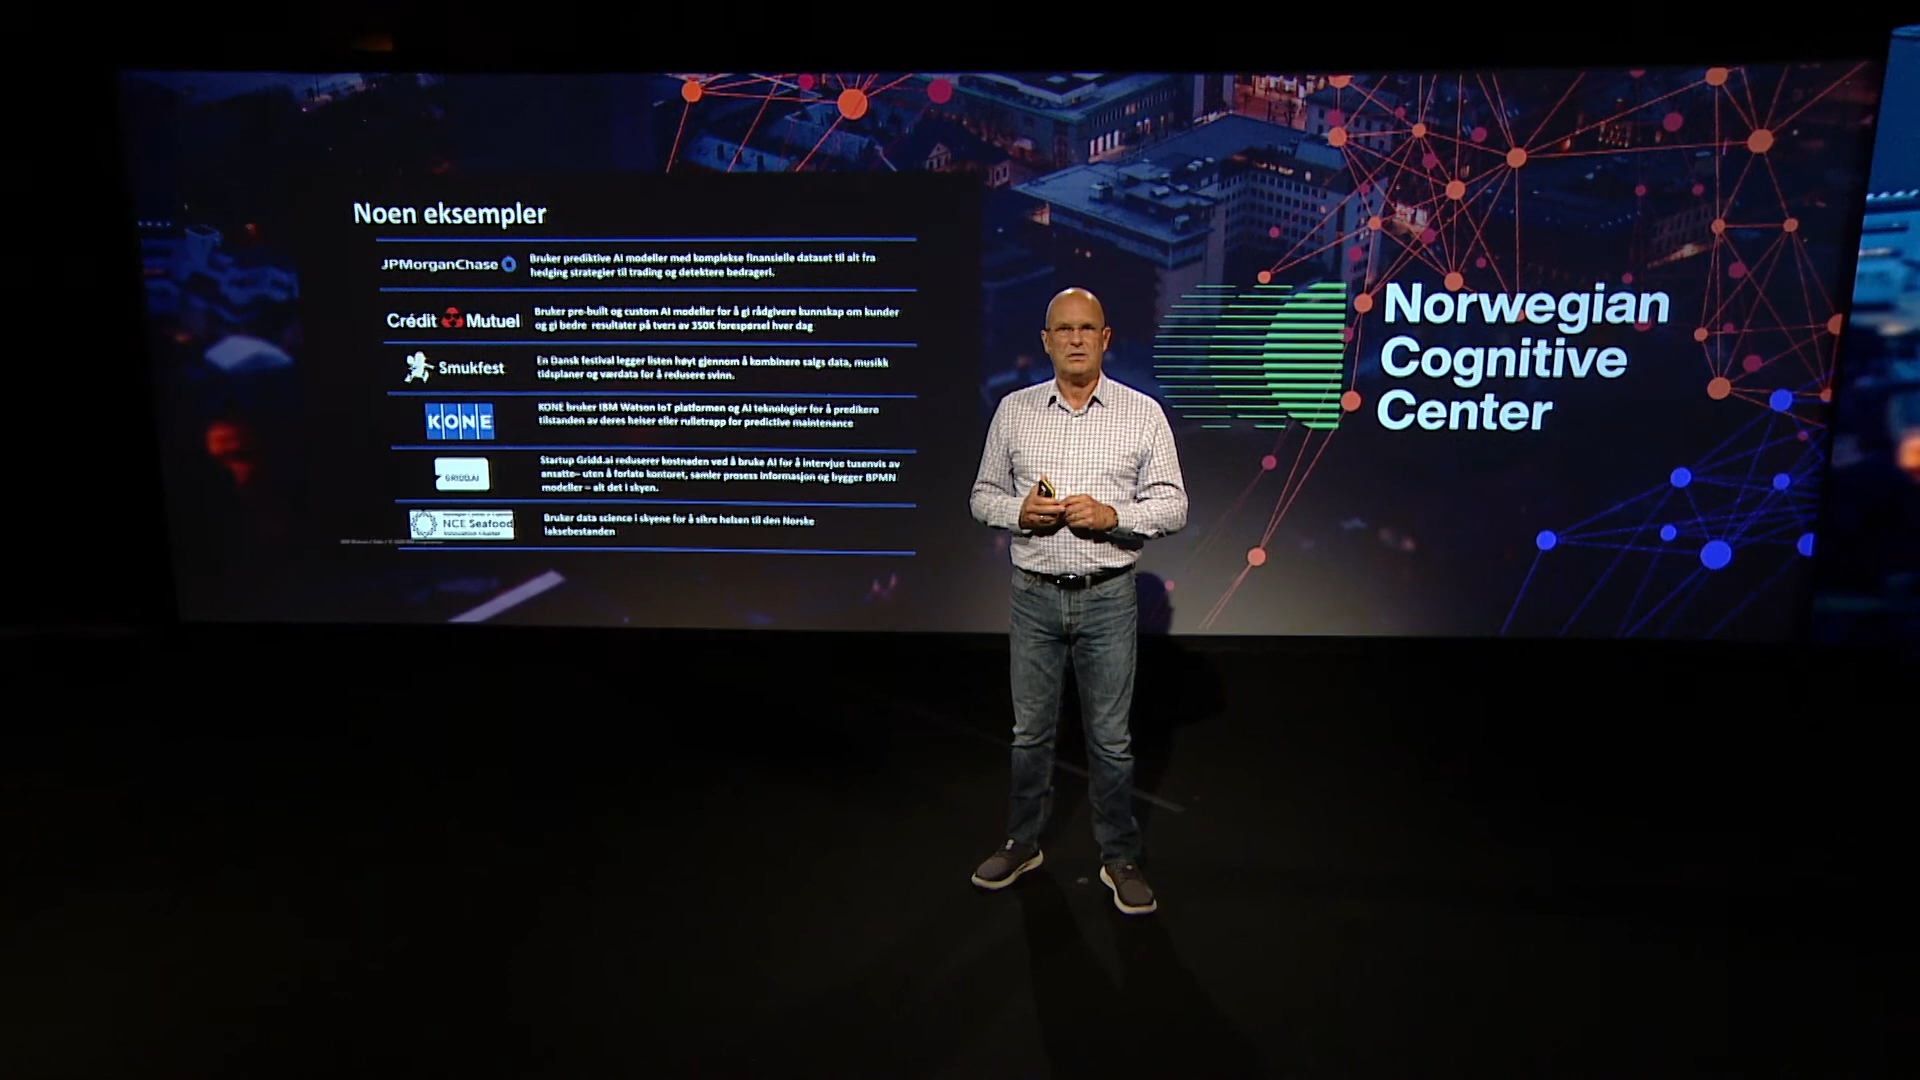 Noen eksempler
JPMorganChase
Bruker prediktive AI modeller med komplekse finansielle dataset til alt fra
hedging strategier til trading og detektere bedrageri.
Crédit Mutuel
Bruker pre-built og custom AI modeller for å gi rådgivere kunnskap om kunder
og gi bedre resultater på tvers av 350K forespørsel hver dag
Smukfest
En Dansk festival legger listen høyt gjennom å kombinere salgs data, musikk
tidsplaner og værdata for å redusere svinn.
KONE
KONE bruker IBM Watson IoT platformen og AI teknologier for å predikere
tilstanden av deres heiser eller rulletrapp for predictive maintenance
GRIDD.AI
Startup Gridd.ai reduserer kostnaden ved å bruke AI for å intervjue tusenvis av
ansatte– uten å forlate kontoret, samler prosess informasjon og bygger BPMN
modeller – alt det i skyen.
NCE Seafood
Innovation Cluster
Bruker data science i skyene for å sikre helsen til den Norske
laksebestanden
Norwegian
Cognitive
Center